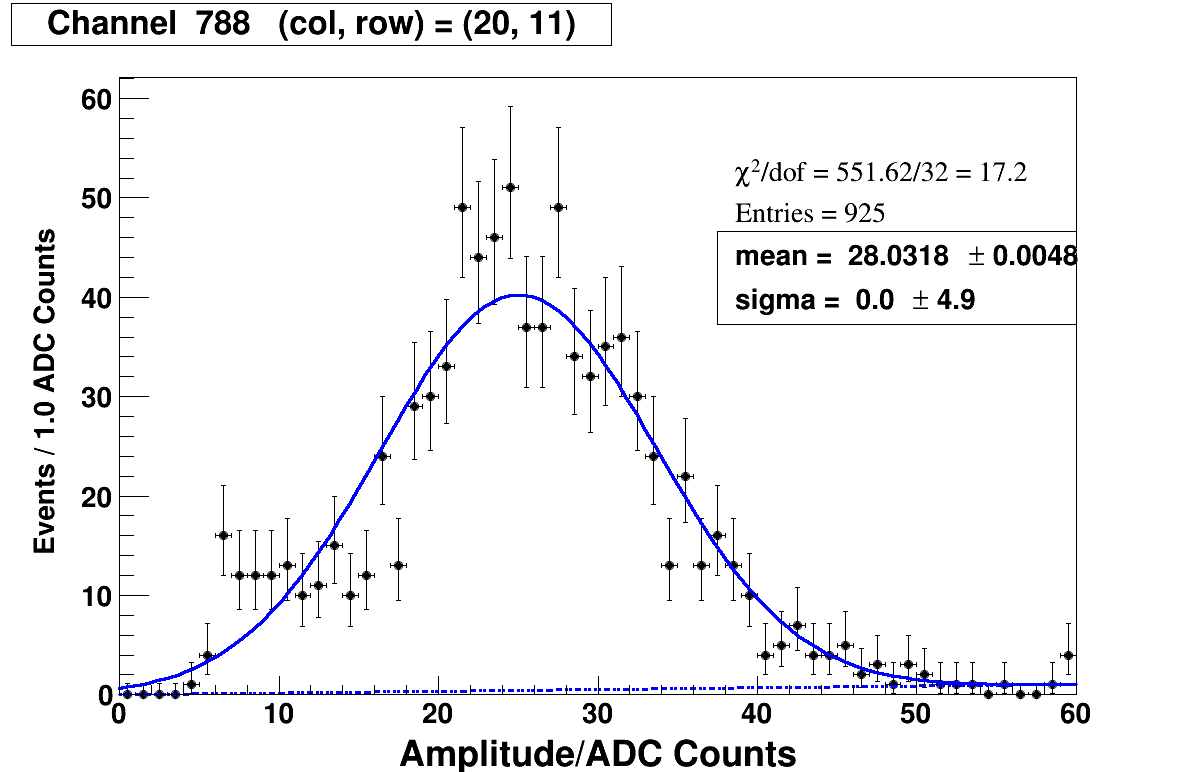 Channel 788 (col, row) = (20, 11)
60
50
40
30
20
10
0
Events / 1.0 ADC Counts
χ²/dof = 551.62/32 = 17.2
Entries = 925
mean = 28.0318 ± 0.0048
sigma = 0.0 ± 4.9
0 10 20 30 40 50 60
Amplitude/ADC Counts